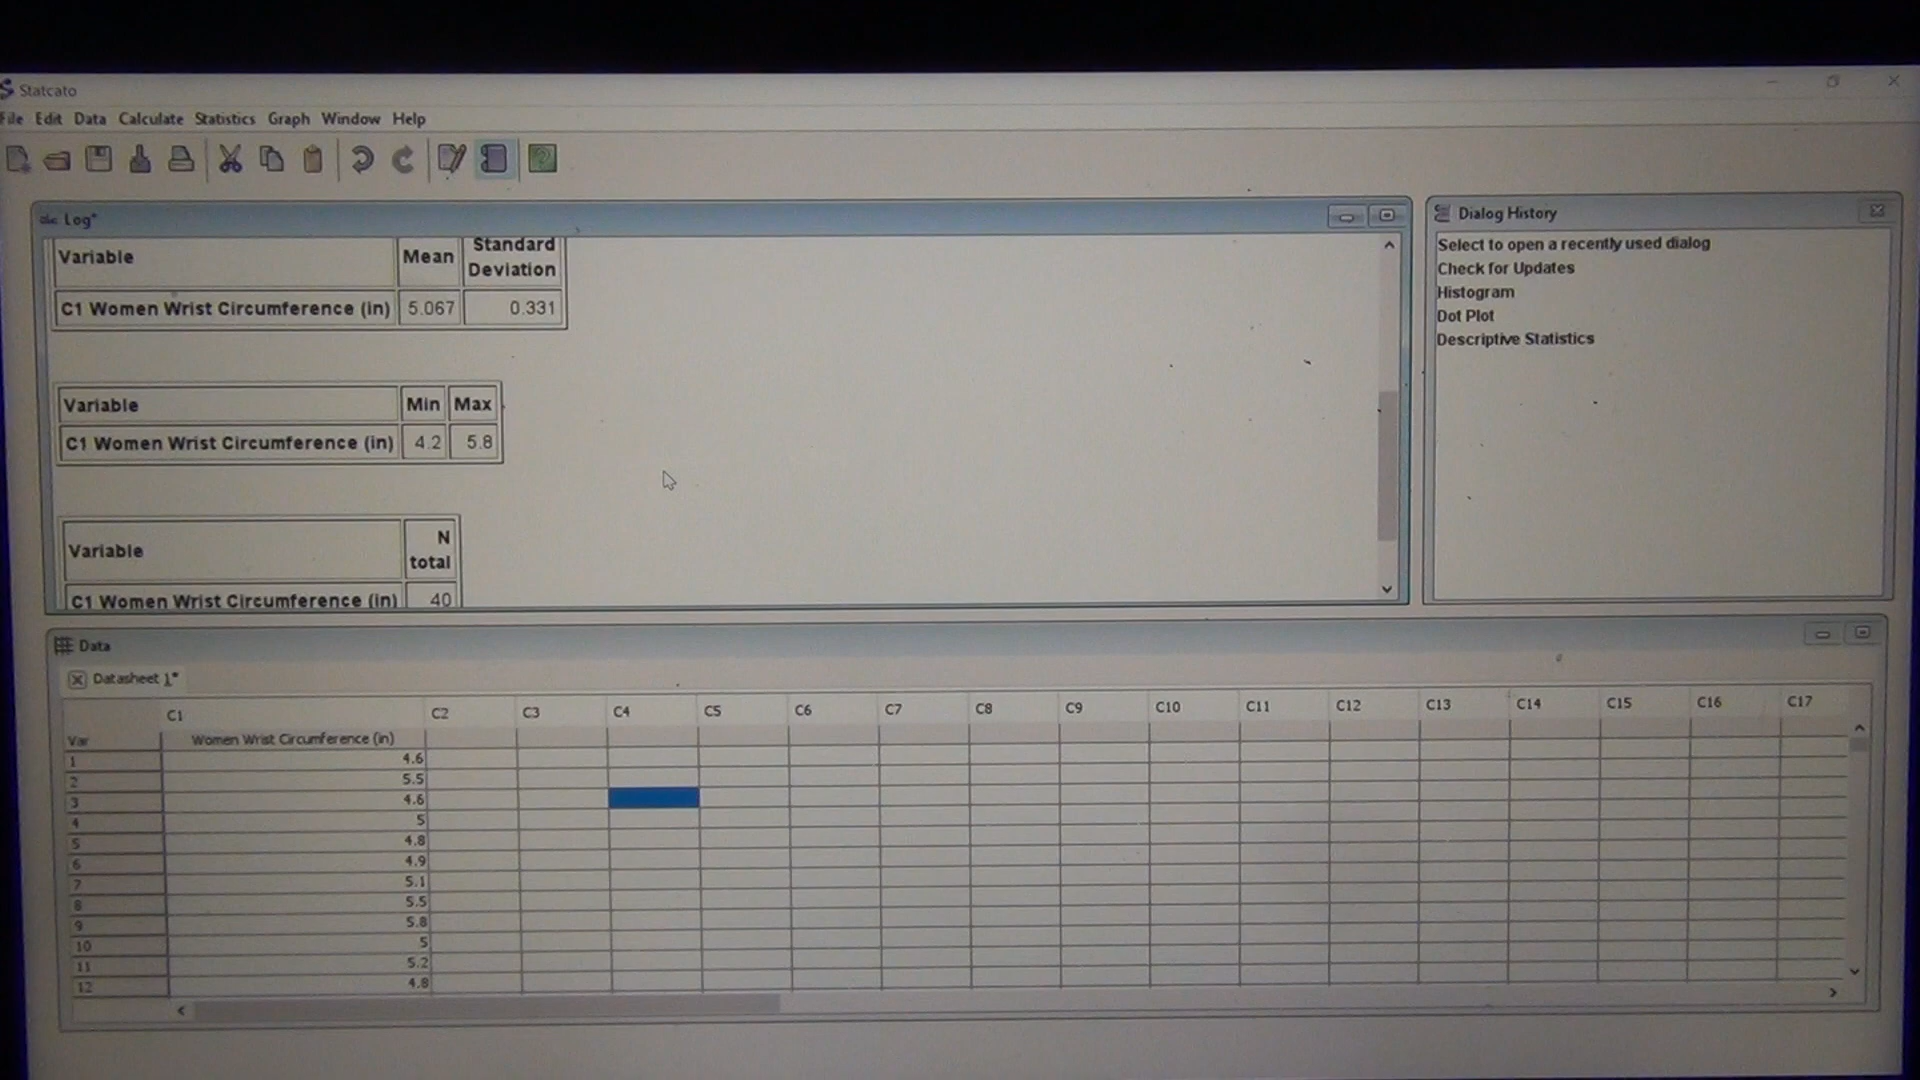 Statcato
File Edit Data Calculate Statistics Graph Window Help
Log*
Variable Mean Standard Deviation
C1 Women Wrist Circumference (in) 5.067 0.331
Variable Min Max
C1 Women Wrist Circumference (in) 4.2 5.8
Variable N total
C1 Women Wrist Circumference (in) 40
Dialog History
Select to open a recently used dialog
Check for Updates
Histogram
Dot Plot
Descriptive Statistics
Data
Datasheet 1*
C1 C2 C3 C4 C5 C6 C7 C8 C9 C10 C11 C12 C13 C14 C15 C16 C17
Var Women Wrist Circumference (in)
1 4.6
2 5.5
3 4.6
4 5
5 4.8
6 4.9
7 5.1
8 5.5
9 5.8
10 5
11 5.2
12 4.8